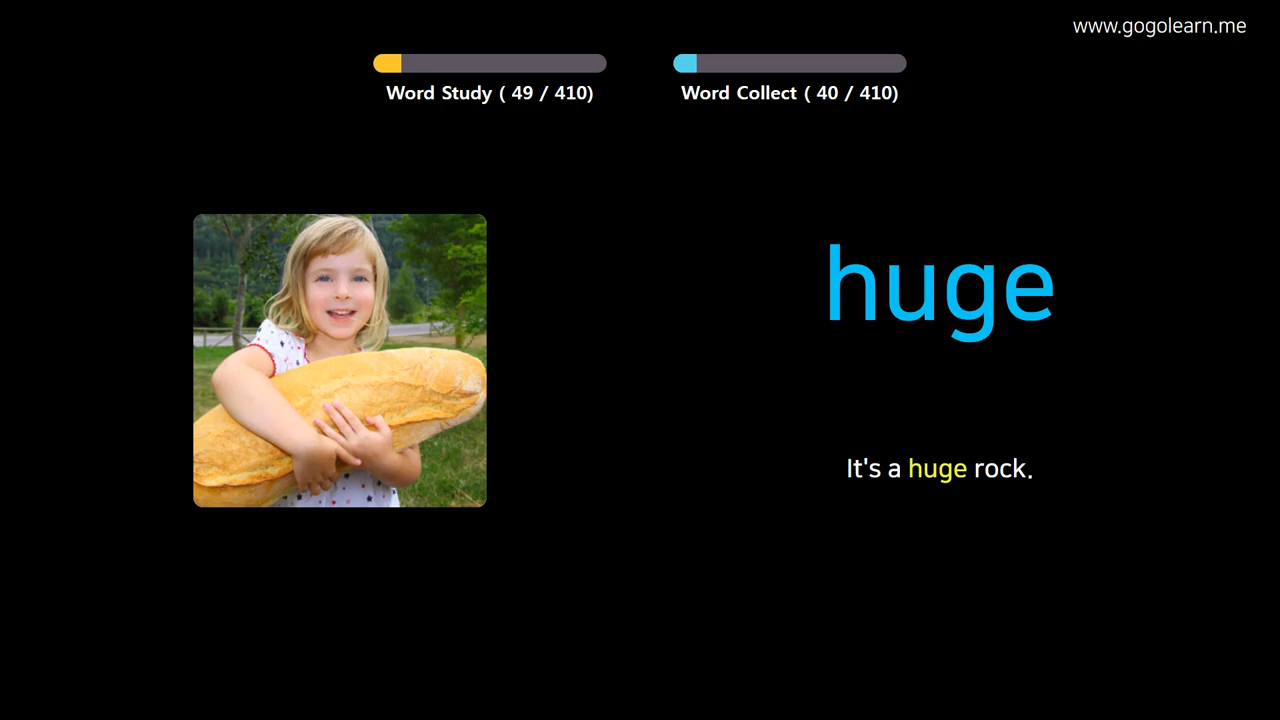 www.gogolearn.me
Word Study ( 49 / 410)
Word Collect ( 40 / 410)
huge
It's a huge rock.